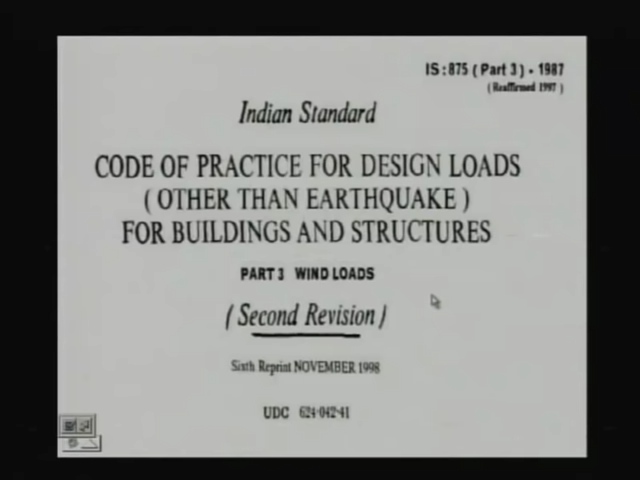 IS : 875 ( Part 3 ) - 1987
( Reaffirmed 1997 )
Indian Standard
CODE OF PRACTICE FOR DESIGN LOADS
( OTHER THAN EARTHQUAKE )
FOR BUILDINGS AND STRUCTURES
PART 3 WIND LOADS
( Second Revision )
Sixth Reprint NOVEMBER 1998
UDC 624·042·41